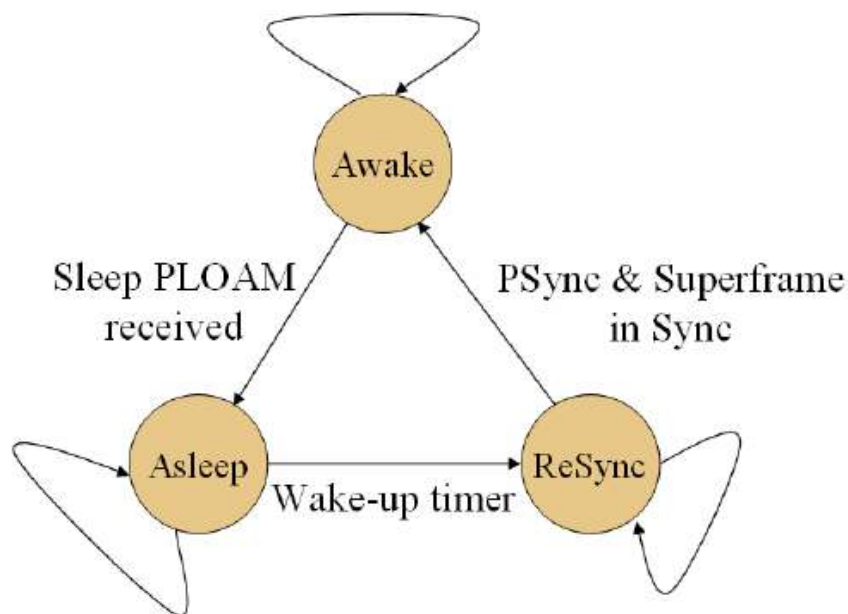 Awake
Sleep PLOAM
received
PSync & Superframe
in Sync
Asleep
Wake-up timer
ReSync